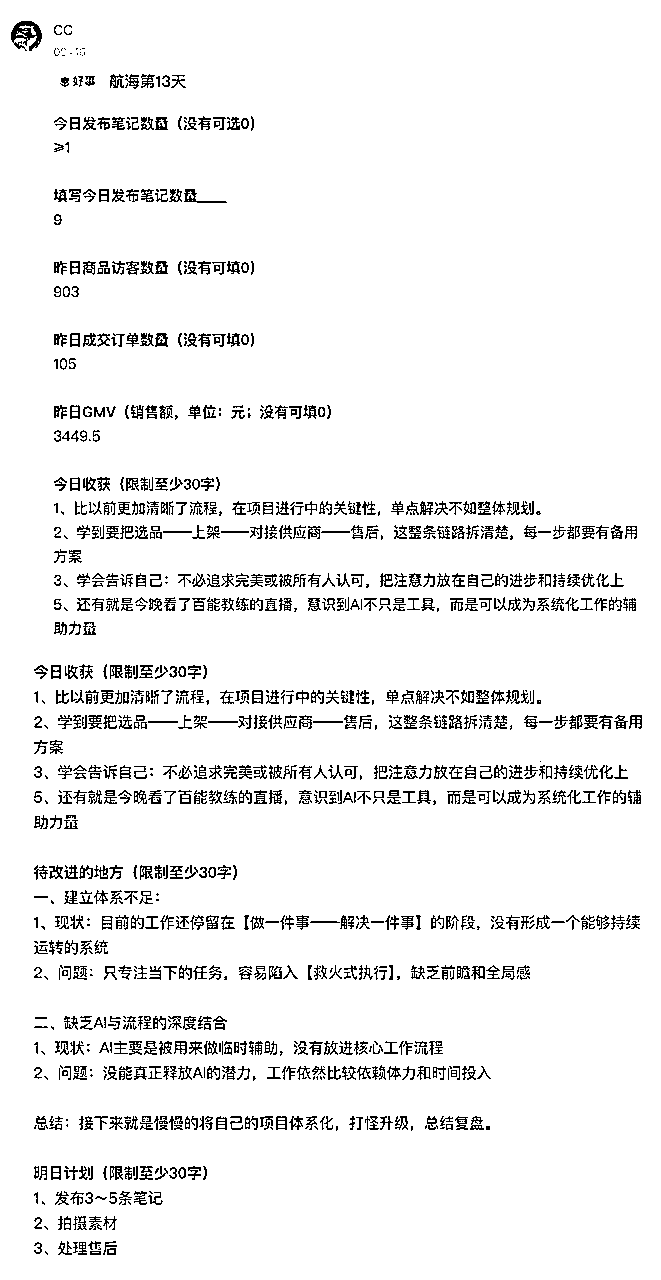 CC
航海第13天
今日发布笔记数量（没有可选0）
≥1
填写今日发布笔记数量____
9
昨日商品访客数量（没有可填0）
903
昨日成交订单数量（没有可填0）
105
昨日GMV（销售额，单位：元；没有可填0）
3449.5
今日收获（限制至少30字）
1、比以前更加清晰了流程，在项目进行中的关键性，单点解决不如整体规划。
2、学到要把选品——上架——对接供应商——售后，这整条链路拆清楚，每一步都要有备用
方案
3、学会告诉自己：不必追求完美或被所有人认可，把注意力放在自己的进步和持续优化上
5、还有就是今晚看了百能教练的直播，意识到AI不只是工具，而是可以成为系统化工作的辅
助力量
今日收获（限制至少30字）
1、比以前更加清晰了流程，在项目进行中的关键性，单点解决不如整体规划。
2、学到要把选品——上架——对接供应商——售后，这整条链路拆清楚，每一步都要有备用
方案
3、学会告诉自己：不必追求完美或被所有人认可，把注意力放在自己的进步和持续优化上
5、还有就是今晚看了百能教练的直播，意识到AI不只是工具，而是可以成为系统化工作的辅
助力量
待改进的地方（限制至少30字）
一、建立体系不足：
1、现状：目前的工作还停留在【做一件事——解决一件事】的阶段，没有形成一个能够持续
运转的系统
2、问题：只专注当下的任务，容易陷入【救火式执行】，缺乏前瞻和全局感
二、缺乏AI与流程的深度结合
1、现状：AI主要是被用来做临时辅助，没有放进核心工作流程
2、问题：没能真正释放AI的潜力，工作依然比较依赖体力和时间投入
总结：接下来就是慢慢的将自己的项目体系化，打怪升级，总结复盘。
明日计划（限制至少30字）
1、发布3～5条笔记
2、拍摄素材
3、处理售后